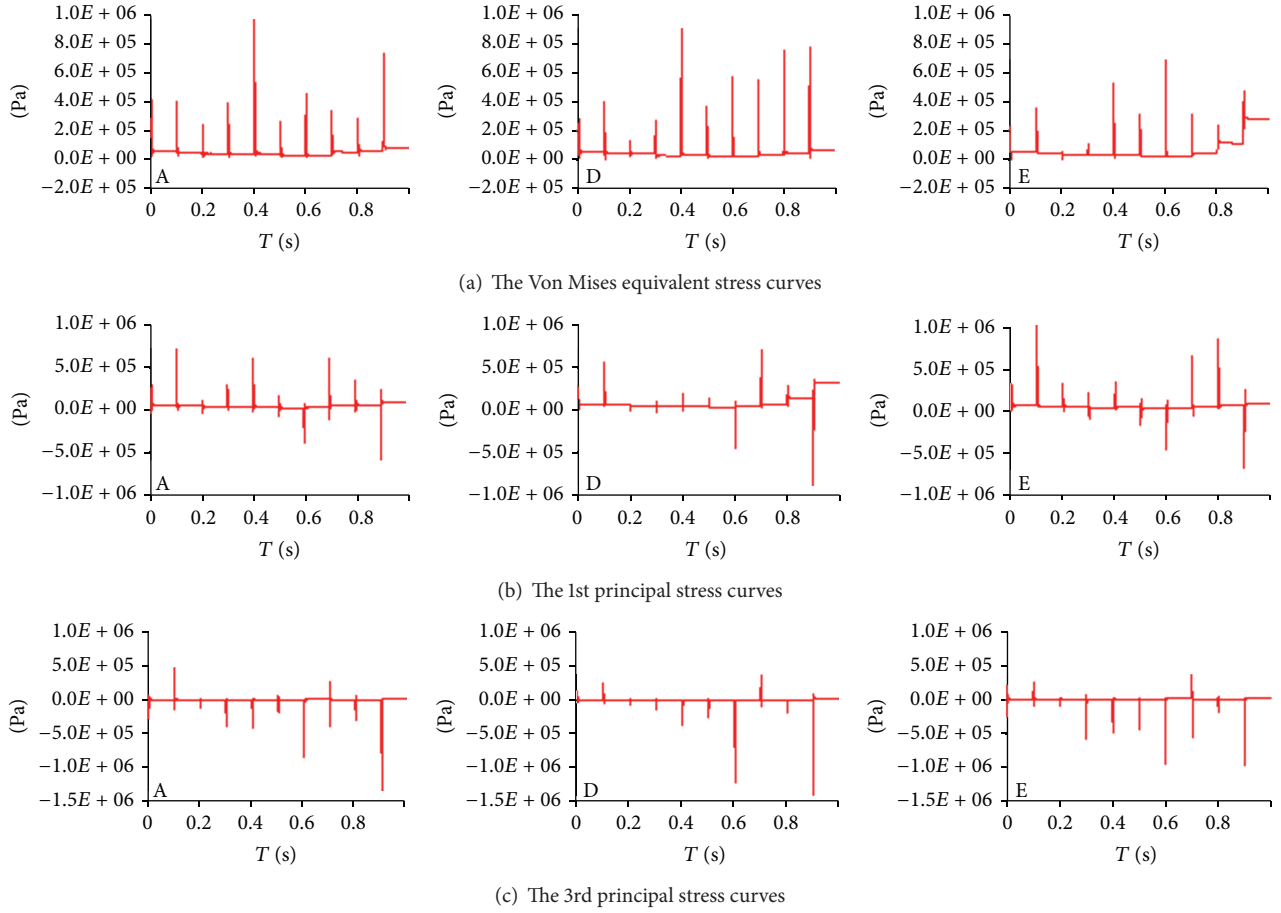 1.0E + 06 1.0E + 06 1.0E + 06
8.0E + 05 8.0E + 05 8.0E + 05
6.0E + 05 6.0E + 05 6.0E + 05
(Pa) (Pa) (Pa)
4.0E + 05 4.0E + 05 4.0E + 05
2.0E + 05 2.0E + 05 2.0E + 05
0.0E + 00 0.0E + 00 0.0E + 00
−2.0E + 05 A −2.0E + 05 D −2.0E + 05 E
0 0.2 0.4 0.6 0.8 0 0.2 0.4 0.6 0.8 0 0.2 0.4 0.6 0.8
T (s) T (s) T (s)
(a) The Von Mises equivalent stress curves
1.0E + 06 1.0E + 06 1.0E + 06
5.0E + 05 5.0E + 05 5.0E + 05
(Pa) (Pa) (Pa)
0.0E + 00 0.0E + 00 0.0E + 00
−5.0E + 05 −5.0E + 05 −5.0E + 05
−1.0E + 06 A −1.0E + 06 D −1.0E + 06 E
0 0.2 0.4 0.6 0.8 0 0.2 0.4 0.6 0.8 0 0.2 0.4 0.6 0.8
T (s) T (s) T (s)
(b) The 1st principal stress curves
1.0E + 06 1.0E + 06 1.0E + 06
5.0E + 05 5.0E + 05 5.0E + 05
0.0E + 00 0.0E + 00 0.0E + 00
(Pa) (Pa) (Pa)
−5.0E + 05 −5.0E + 05 −5.0E + 05
−1.0E + 06 −1.0E + 06 −1.0E + 06
−1.5E + 06 A −1.5E + 06 D −1.5E + 06 E
0 0.2 0.4 0.6 0.8 0 0.2 0.4 0.6 0.8 0 0.2 0.4 0.6 0.8
T (s) T (s) T (s)
(c) The 3rd principal stress curves